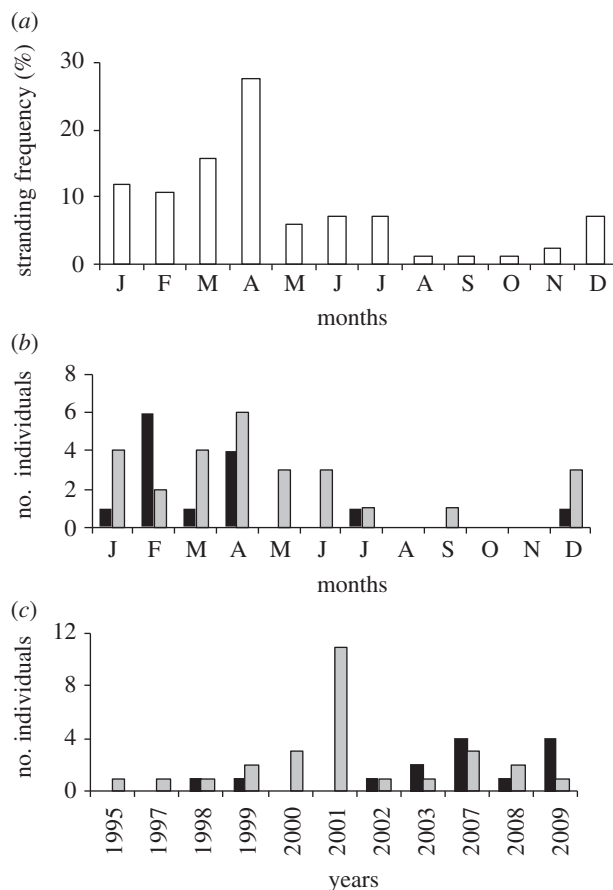 (a)
stranding frequency (%)
30
20
10
0
J F M A M J J A S O N D
months
(b)
no. individuals
8
6
4
2
0
J F M A M J J A S O N D
months
(c)
no. individuals
12
8
4
0
1995 1997 1998 1999 2000 2001 2002 2003 2007 2008 2009
years